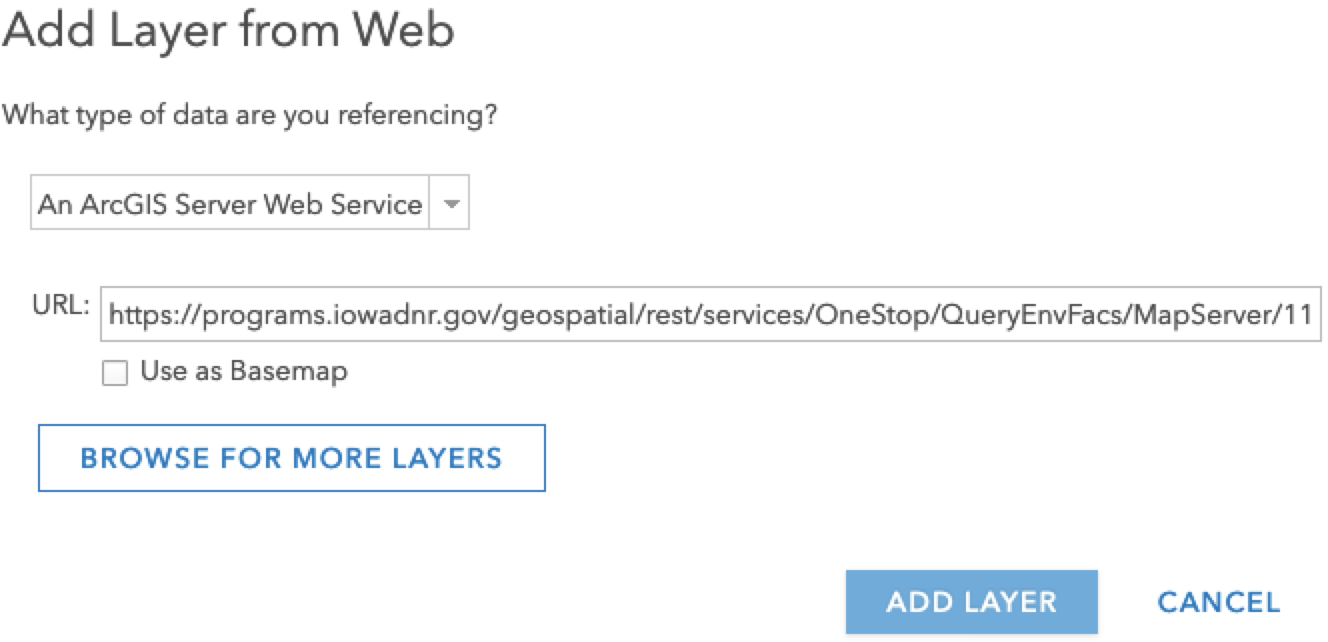 Add Layer from Web
What type of data are you referencing?
An ArcGIS Server Web Service
URL: https://programs.iowadnr.gov/geospatial/rest/services/OneStop/QueryEnvFacs/MapServer/11
Use as Basemap
BROWSE FOR MORE LAYERS
ADD LAYER CANCEL